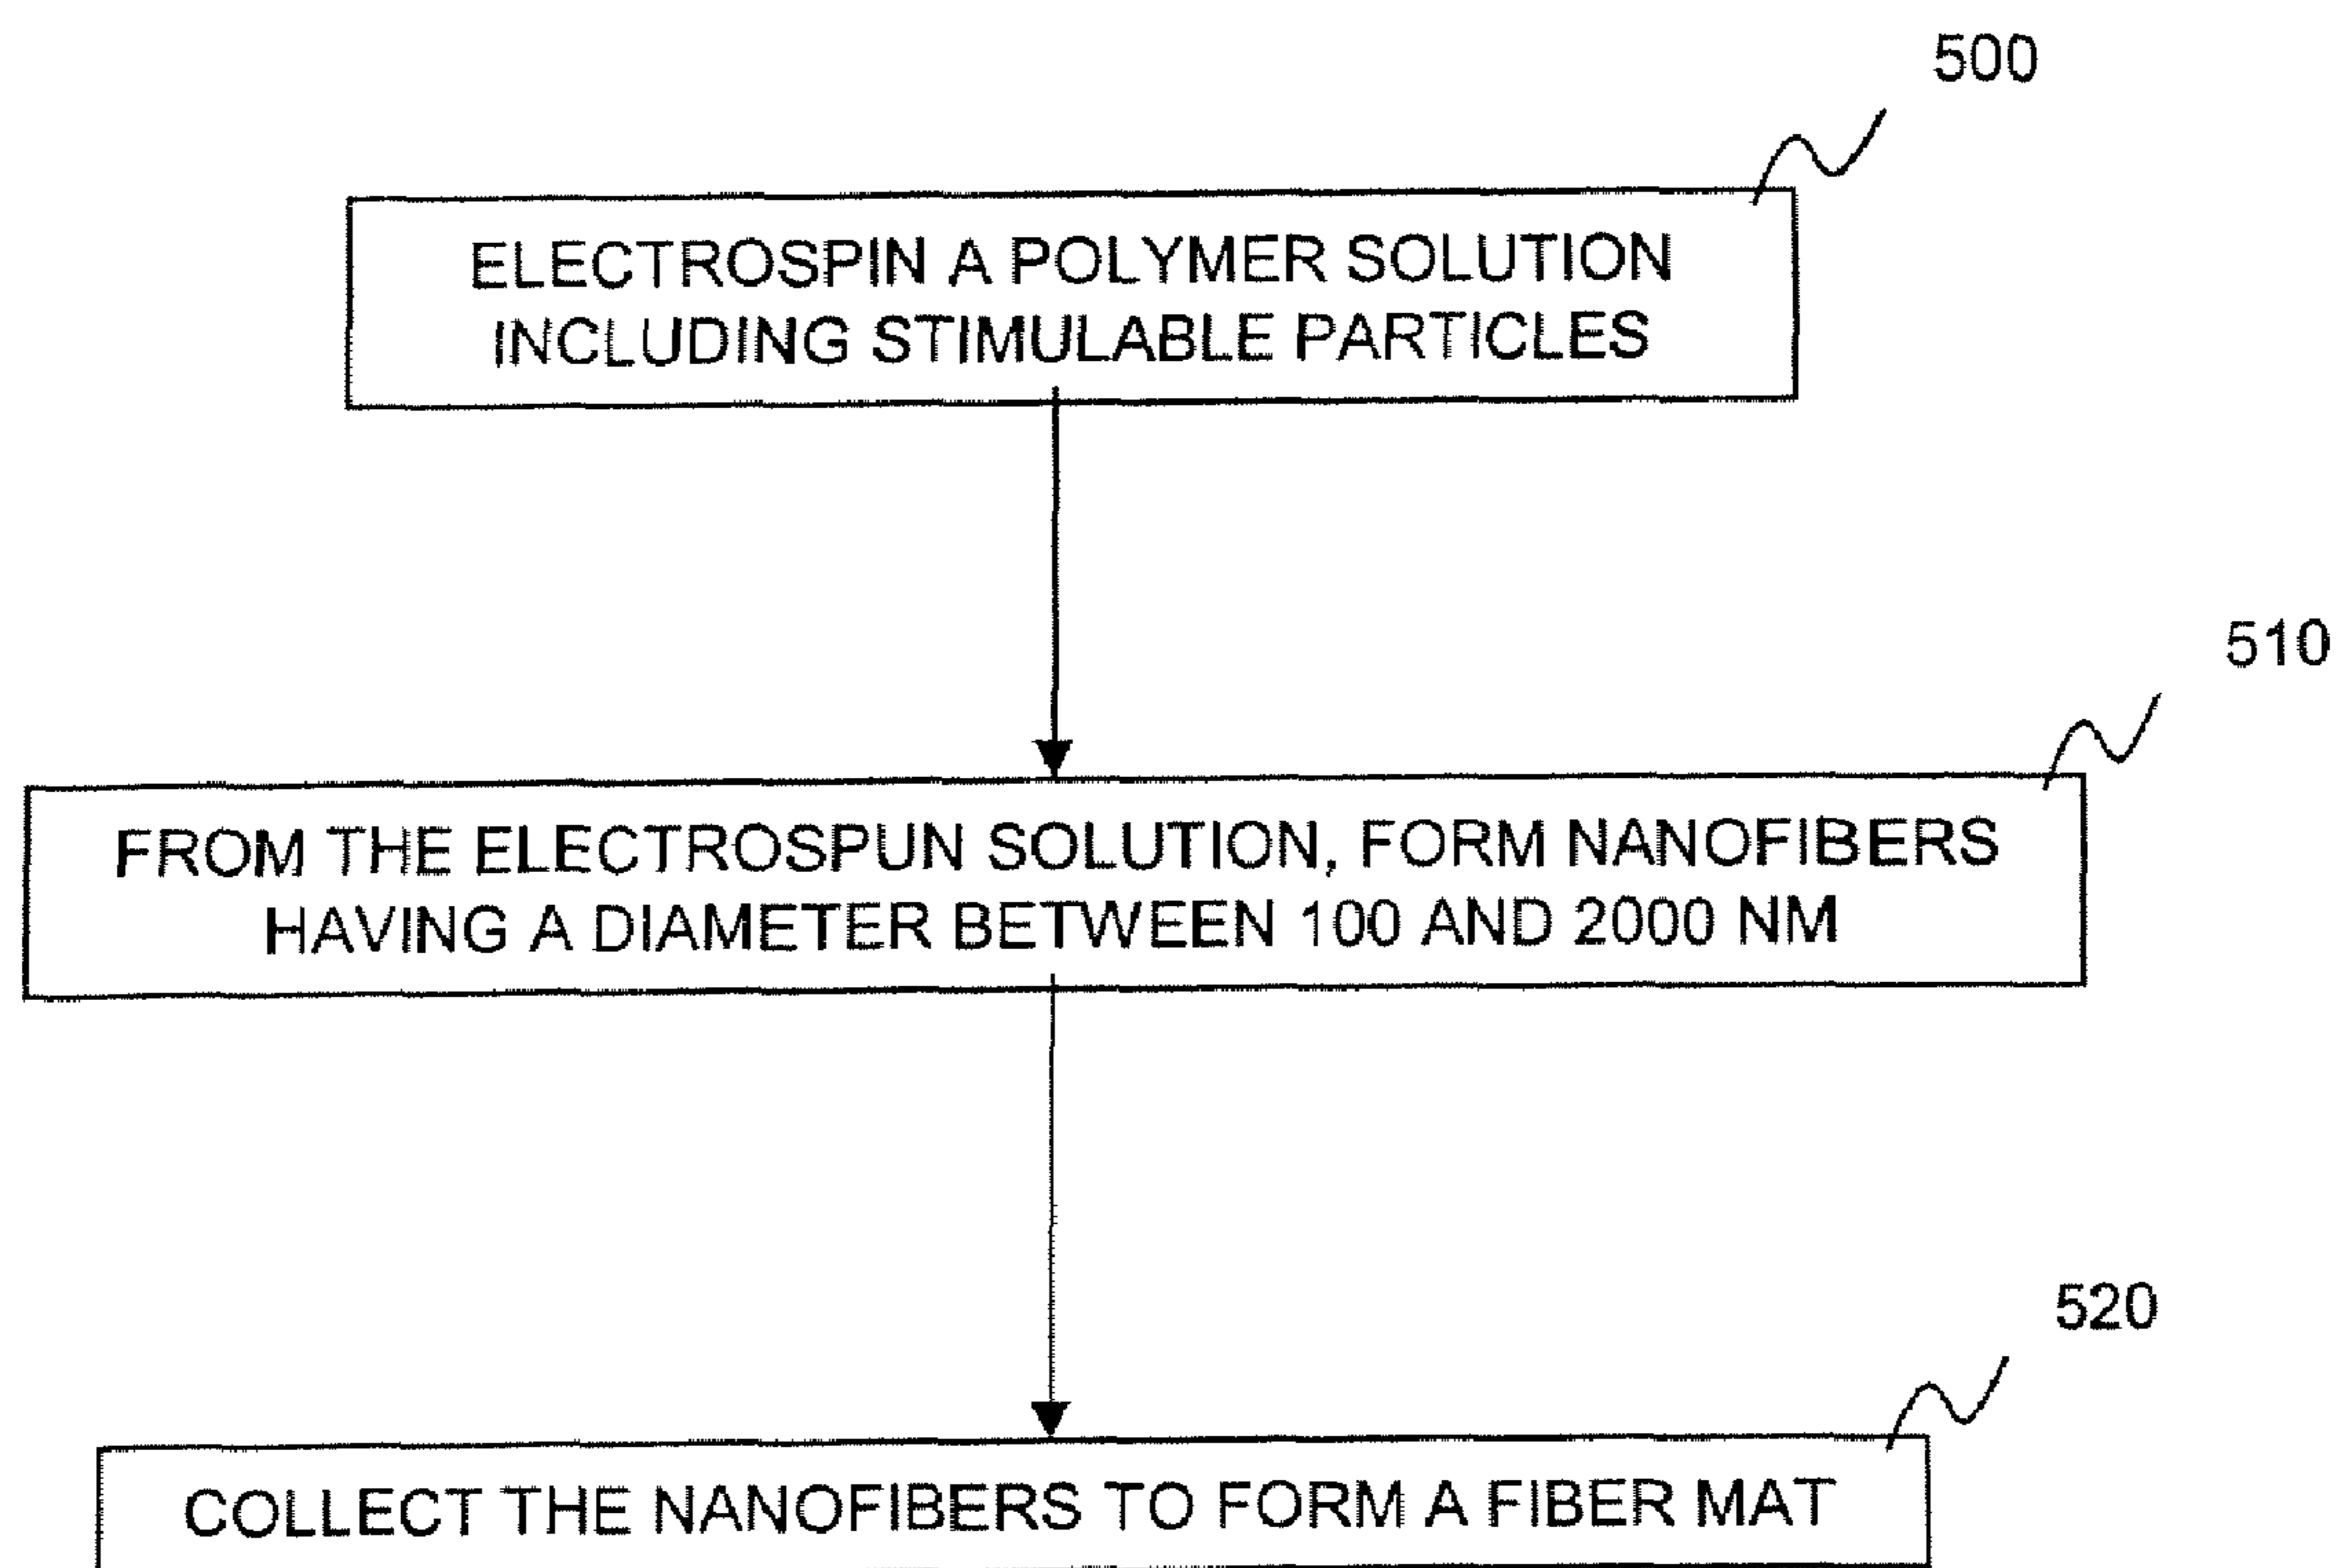 500
ELECTROSPIN A POLYMER SOLUTION
INCLUDING STIMULABLE PARTICLES
510
FROM THE ELECTROSPUN SOLUTION, FORM NANOFIBERS
HAVING A DIAMETER BETWEEN 100 AND 2000 NM
520
COLLECT THE NANOFIBERS TO FORM A FIBER MAT